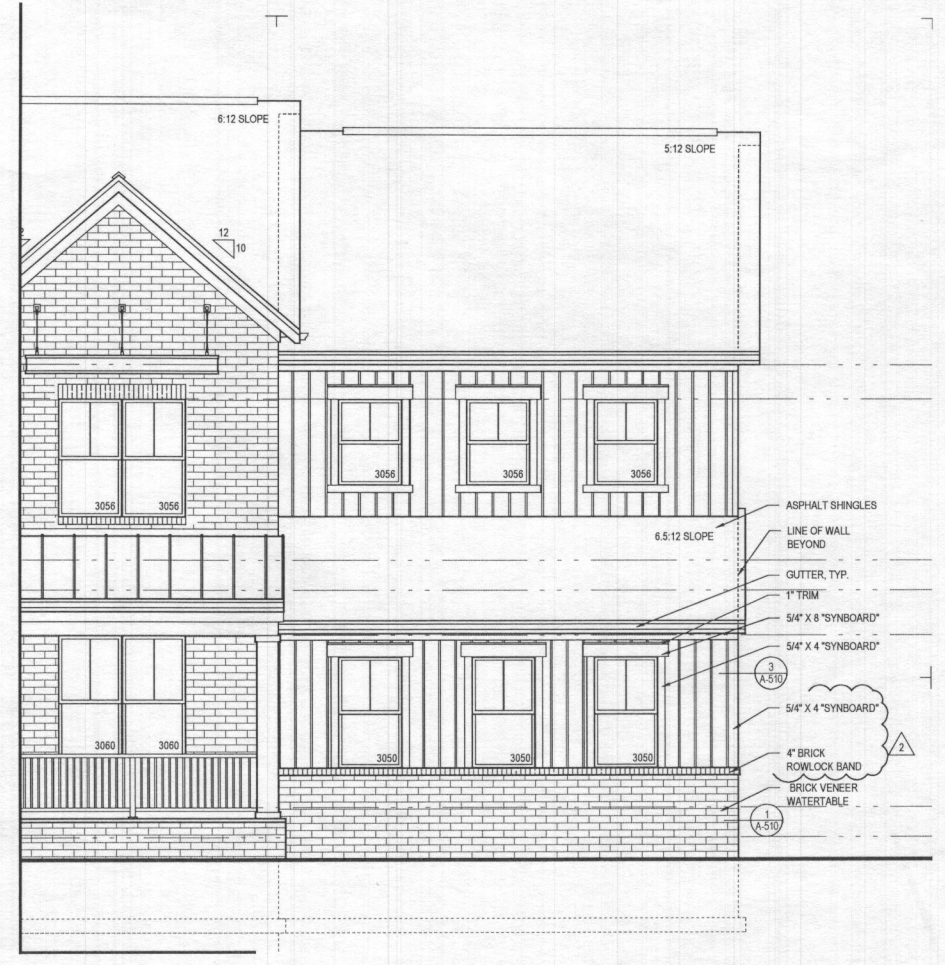 6:12 SLOPE
5:12 SLOPE
12
10
3056
3056
3056
3056
3056
ASPHALT SHINGLES
6.5:12 SLOPE
LINE OF WALL
BEYOND
GUTTER, TYP.
1" TRIM
5/4" X 8 "SYNBOARD"
5/4" X 4 "SYNBOARD"
3
A-510
5/4" X 4 "SYNBOARD"
2
3060
3060
3050
3050
3050
4" BRICK
ROWLOCK BAND
BRICK VENEER
WATERTABLE
1
A-510